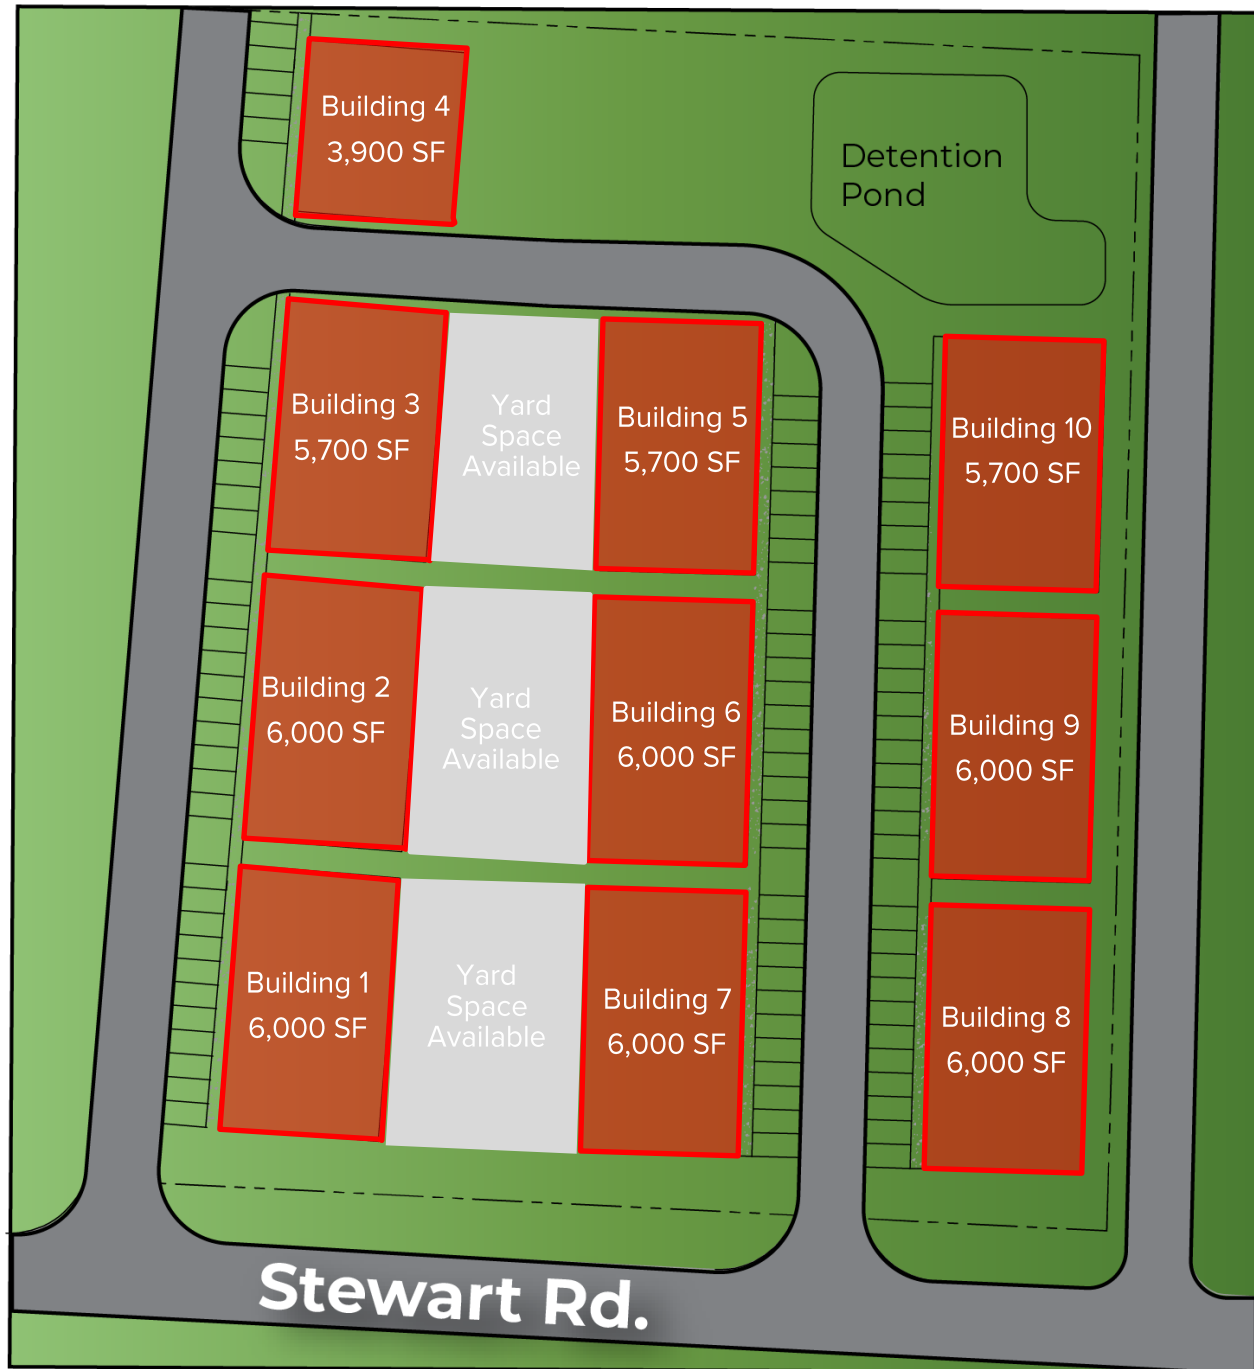 Building 4
3,900 SF
Detention
Pond
Building 3
5,700 SF
Yard
Space
Available
Building 5
5,700 SF
Building 10
5,700 SF
Building 2
6,000 SF
Yard
Space
Available
Building 6
6,000 SF
Building 9
6,000 SF
Building 1
6,000 SF
Yard
Space
Available
Building 7
6,000 SF
Building 8
6,000 SF
Stewart Rd.